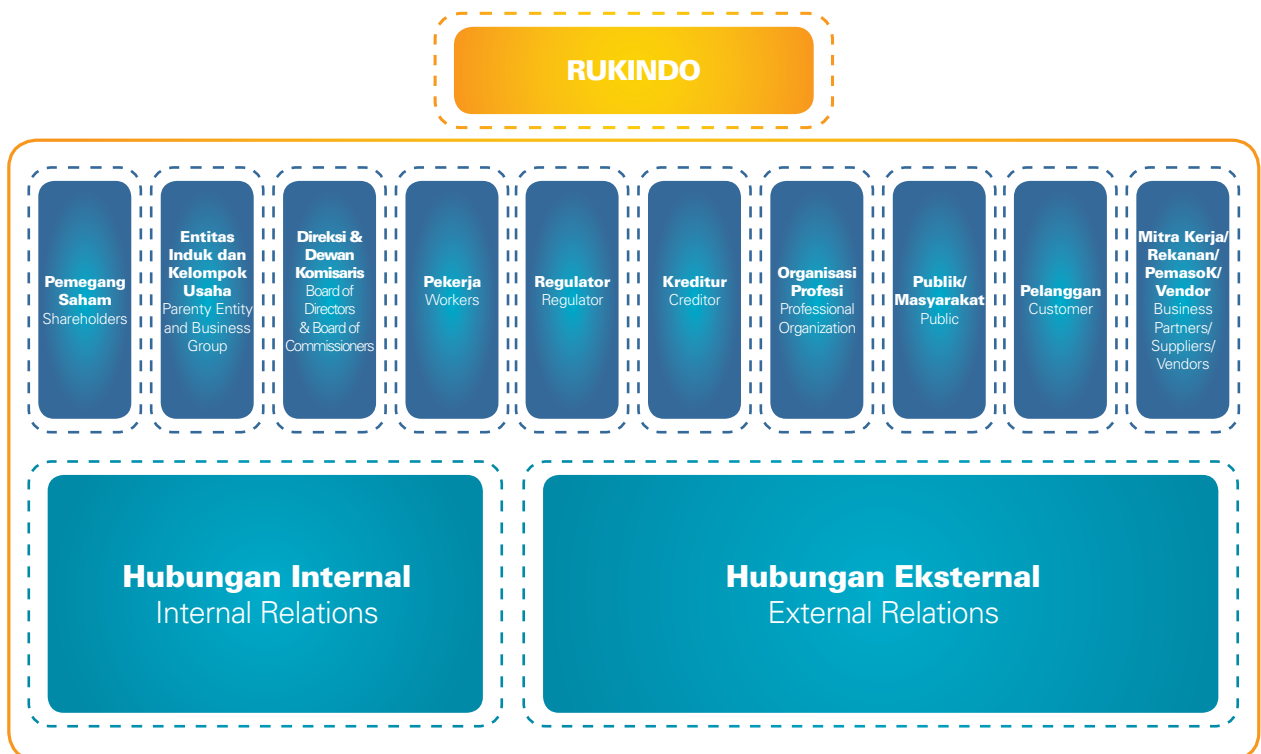 RUKINDO
Pemegang
Saham
Shareholders
Entitas
Induk dan
Kelompok
Usaha
Parenty Entity
and Business
Group
Direksi &
Dewan
Komisaris
Board of
Directors
& Board of
Commissioners
Pekerja
Workers
Regulator
Regulator
Kreditur
Creditor
Organisasi
Profesi
Professional
Organization
Publik/
Masyarakat
Public
Pelanggan
Customer
Mitra Kerja/
Rekanan/
PemasoK/
Vendor
Business
Partners/
Suppliers/
Vendors
Hubungan Internal
Internal Relations
Hubungan Eksternal
External Relations